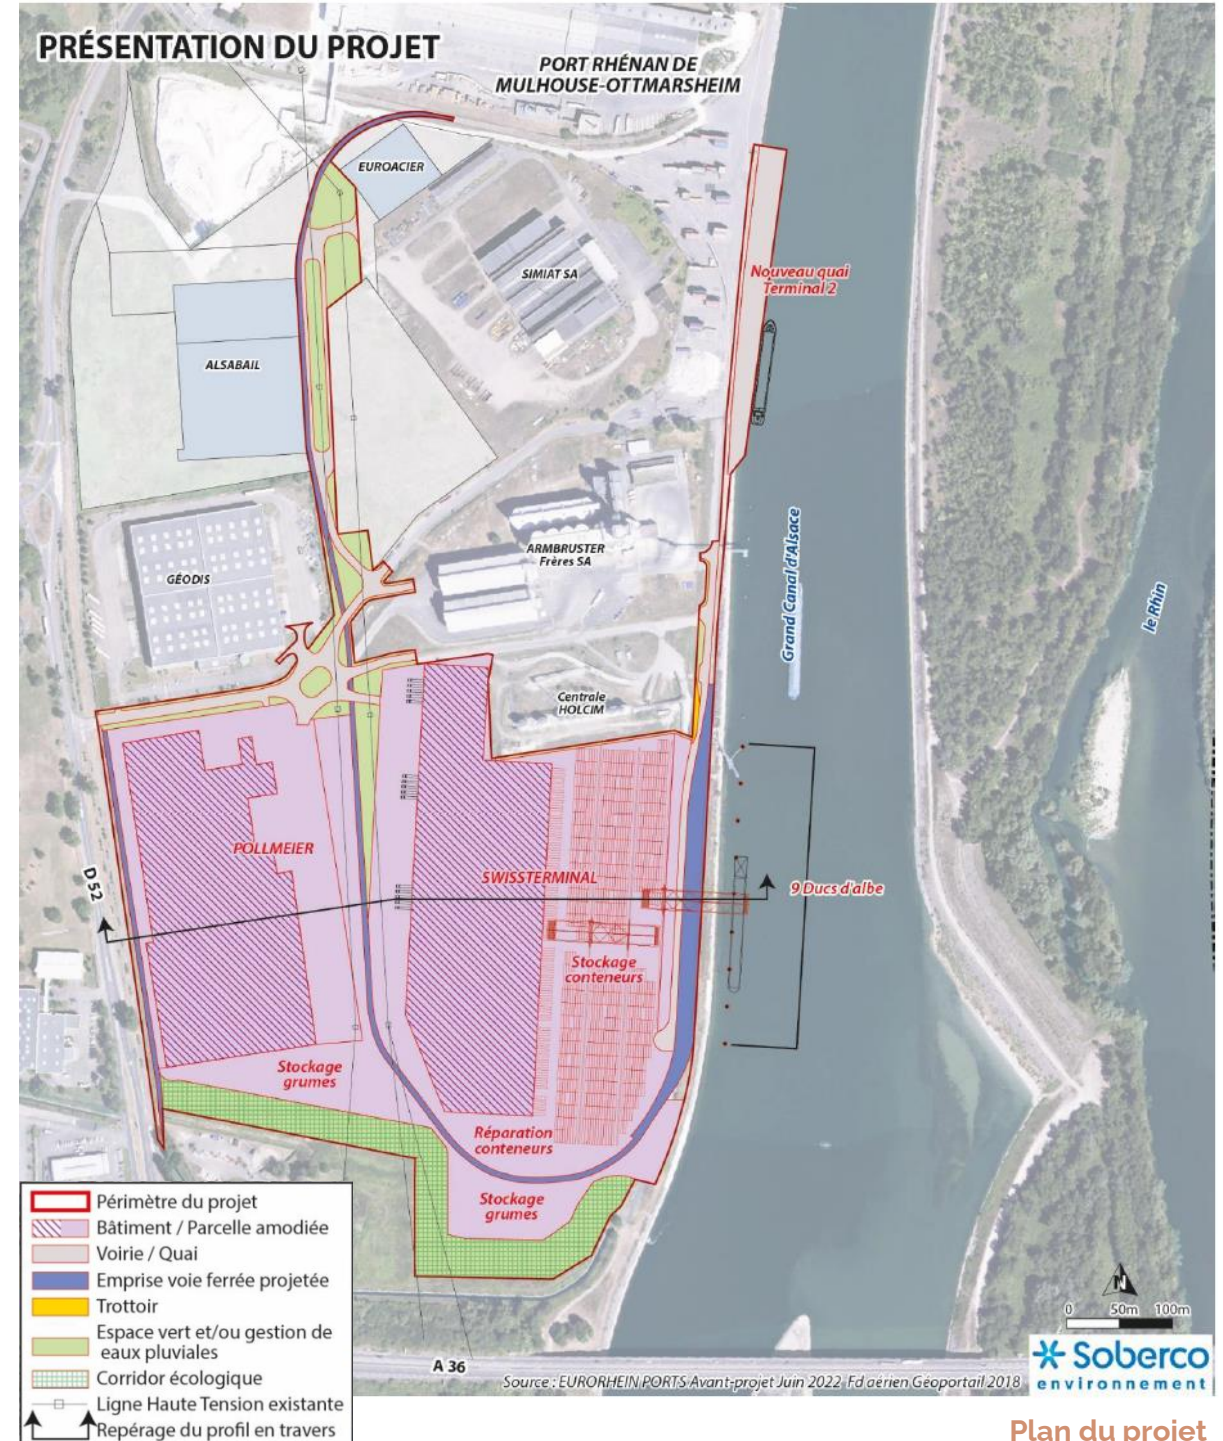 PRÉSENTATION DU PROJET
PORT RHÉNAN DE
MULHOUSE-OTTMARSHEIM
EUROACIER
SIMIAT SA
Nouveau quai
Terminal 2
ALSABAIL
Grand Canal d'Alsace
ARMBRUSTER
Frères SA
GÉODIS
le Rhin
Centrale
HOLCIM
POLLMEIER
D 52
SWISSTERMINAL
9 Ducs d'albe
Stockage
conteneurs
Stockage
grumes
Réparation
conteneurs
Stockage
grumes
Périmètre du projet
Bâtiment / Parcelle amodiée
Voirie / Quai
Emprise voie ferrée projetée
Trottoir
Espace vert et/ou gestion de
eaux pluviales
Corridor écologique
Ligne Haute Tension existante
Repérage du profil en travers
A 36
N
0 50m 100m
Soberco
environnement
Source : EURORHEIN PORTS Avant-projet Juin 2022 Fd aérien Géoportail 2018
Plan du projet